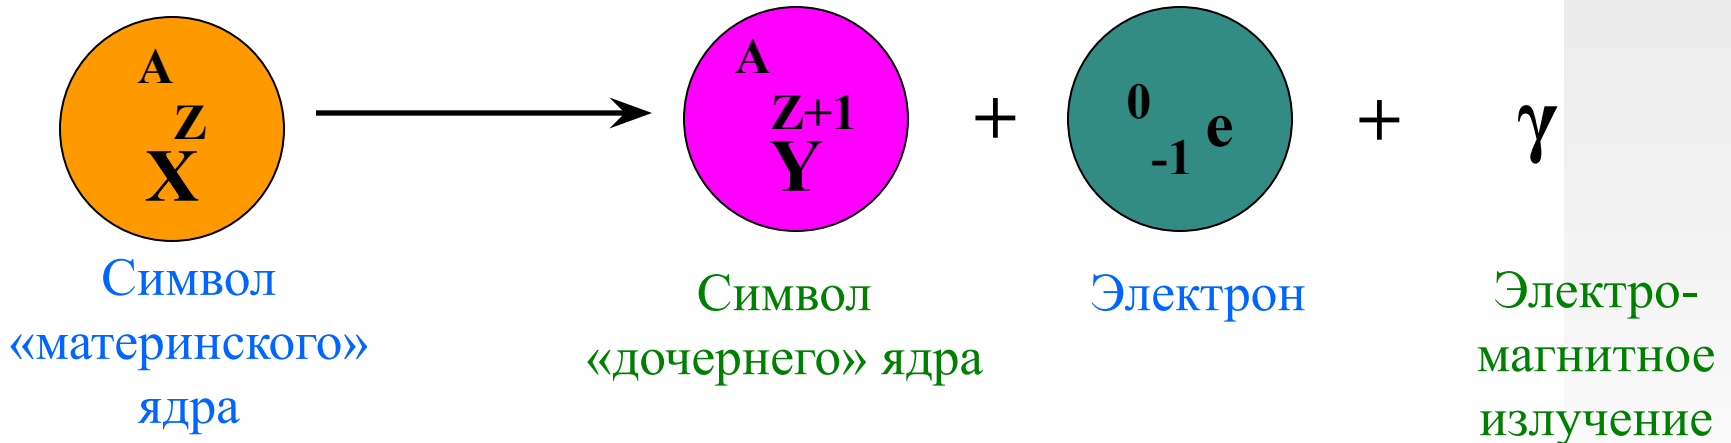 A
Z
X
A
Z+1
Y
+
0
-1 e
+
γ
Символ
«материнского»
ядра
Символ
«дочернего» ядра
Электрон
Электро-
магнитное
излучение